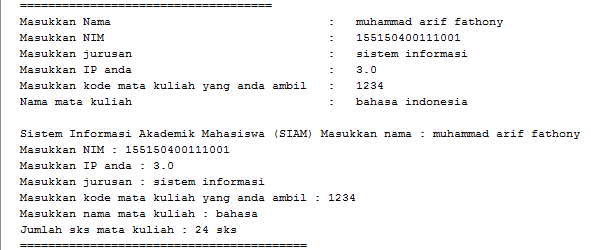 ====================================
Masukkan Nama : muhammad arif fathony
Masukkan NIM : 155150400111001
Masukkan jurusan : sistem informasi
Masukkan IP anda : 3.0
Masukkan kode mata kuliah yang anda ambil : 1234
Nama mata kuliah : bahasa indonesia
Sistem Informasi Akademik Mahasiswa (SIAM) Masukkan nama : muhammad arif fathony
Masukkan NIM : 155150400111001
Masukkan IP anda : 3.0
Masukkan jurusan : sistem informasi
Masukkan kode mata kuliah yang anda ambil : 1234
Masukkan nama mata kuliah : bahasa
Jumlah sks mata kuliah : 24 sks
=========================================